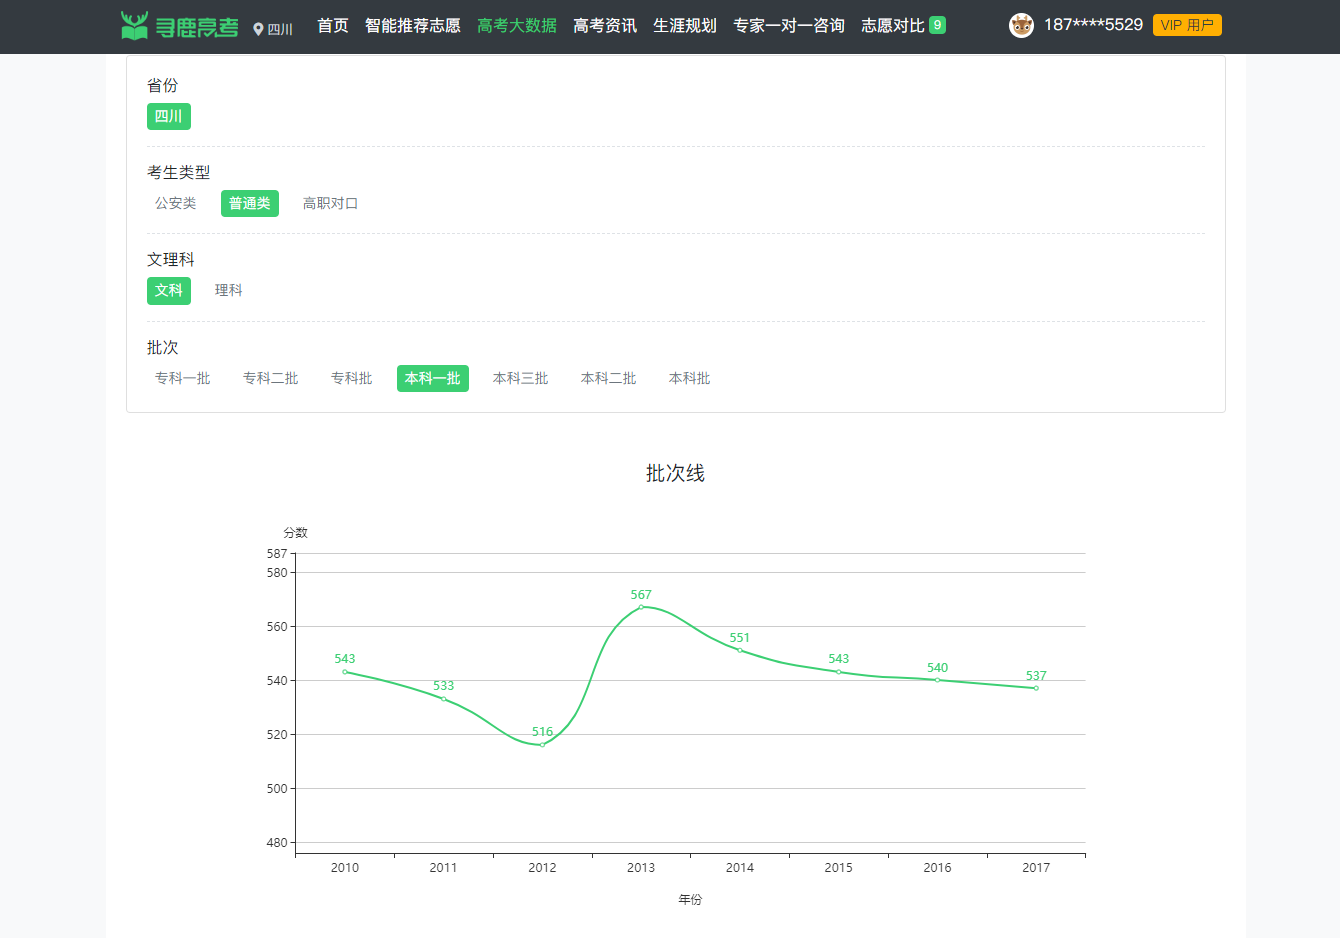 寻鹿高考 四川 首页 智能推荐志愿 高考大数据 高考资讯 生涯规划 专家一对一咨询 志愿对比 9 187****5529 VIP 用户
省份
四川
考生类型
公安类 普通类 高职对口
文理科
文科 理科
批次
专科一批 专科二批 专科批 本科一批 本科三批 本科二批 本科批
批次线
分数
587
580
560
540
520
500
480
543
533
516
567
551
543
540
537
2010 2011 2012 2013 2014 2015 2016 2017
年份